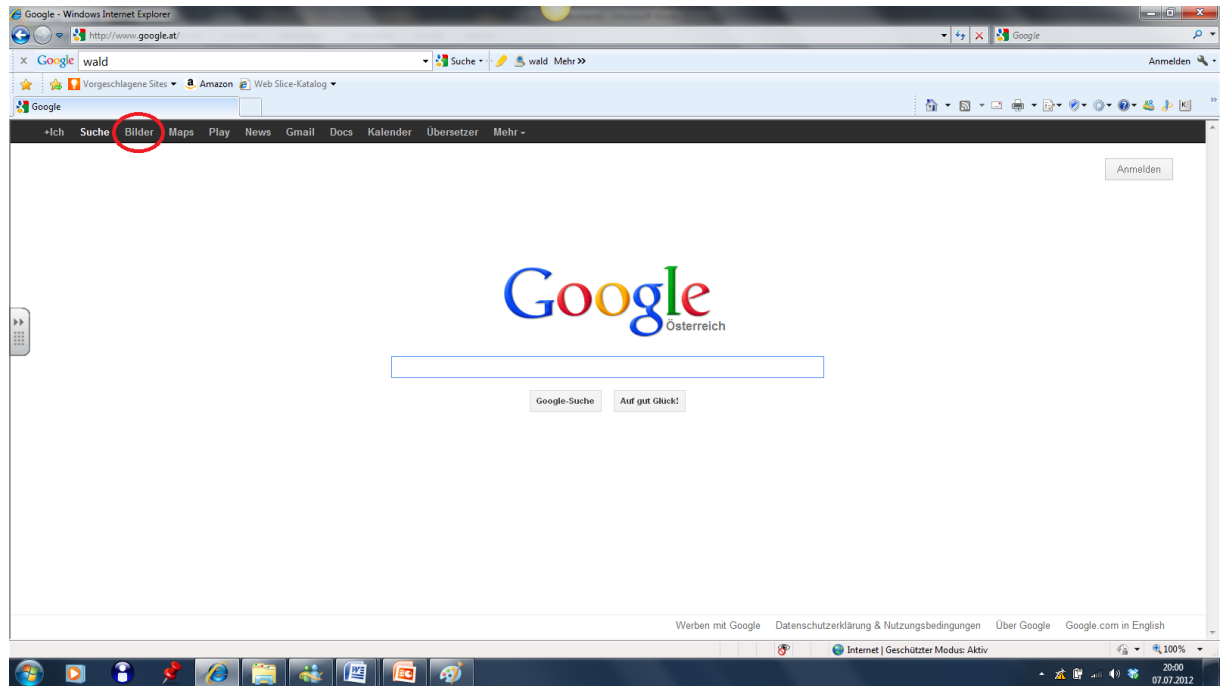 Google - Windows Internet Explorer
http://www.google.at/
Google
x Google wald Suche wald Mehr >> Anmelden
Vorgeschlagene Sites Amazon Web Slice-Katalog
Google
+Ich Suche Bilder Maps Play News Gmail Docs Kalender Übersetzer Mehr
Anmelden
Google
Österreich
Google-Suche Auf gut Glück!
Werben mit Google Datenschutzerklärung & Nutzungsbedingungen Über Google Google.com in English
Internet | Geschützter Modus: Aktiv 100%
20:00
07.07.2012